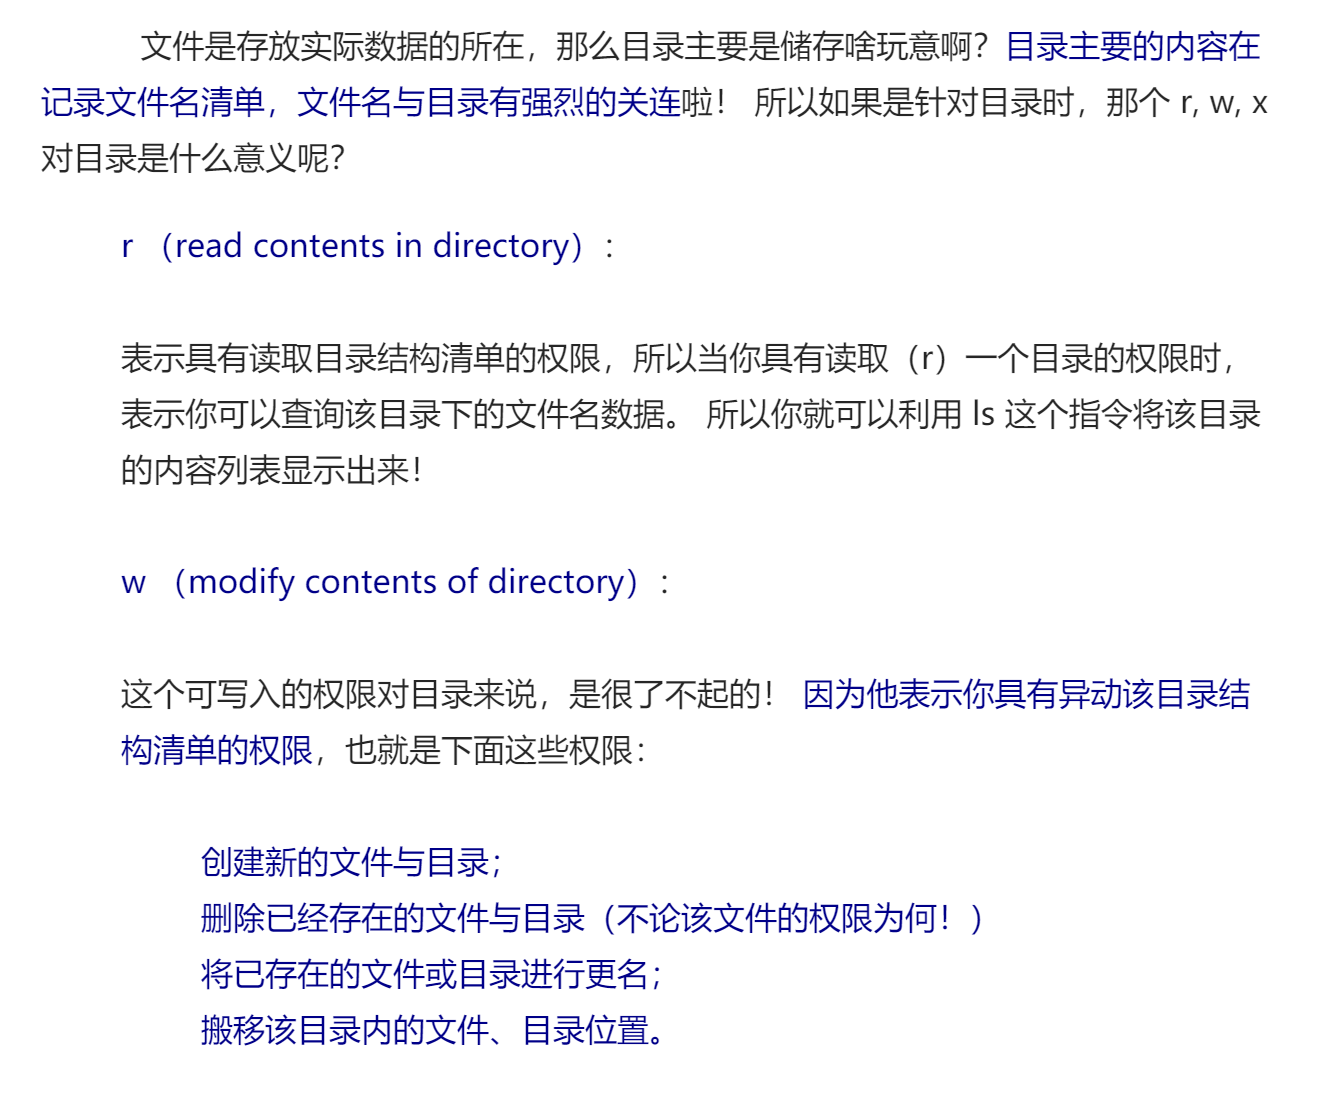 文件是存放实际数据的所在，那么目录主要是储存啥玩意啊？目录主要的内容在
记录文件名清单，文件名与目录有强烈的关连啦！ 所以如果是针对目录时，那个 r, w, x
对目录是什么意义呢？
r （read contents in directory）：
表示具有读取目录结构清单的权限，所以当你具有读取（r）一个目录的权限时，
表示你可以查询该目录下的文件名数据。 所以你就可以利用 ls 这个指令将该目录
的内容列表显示出来！
w （modify contents of directory）：
这个可写入的权限对目录来说，是很了不起的！ 因为他表示你具有异动该目录结
构清单的权限，也就是下面这些权限：
创建新的文件与目录；
删除已经存在的文件与目录（不论该文件的权限为何！）
将已存在的文件或目录进行更名；
搬移该目录内的文件、目录位置。